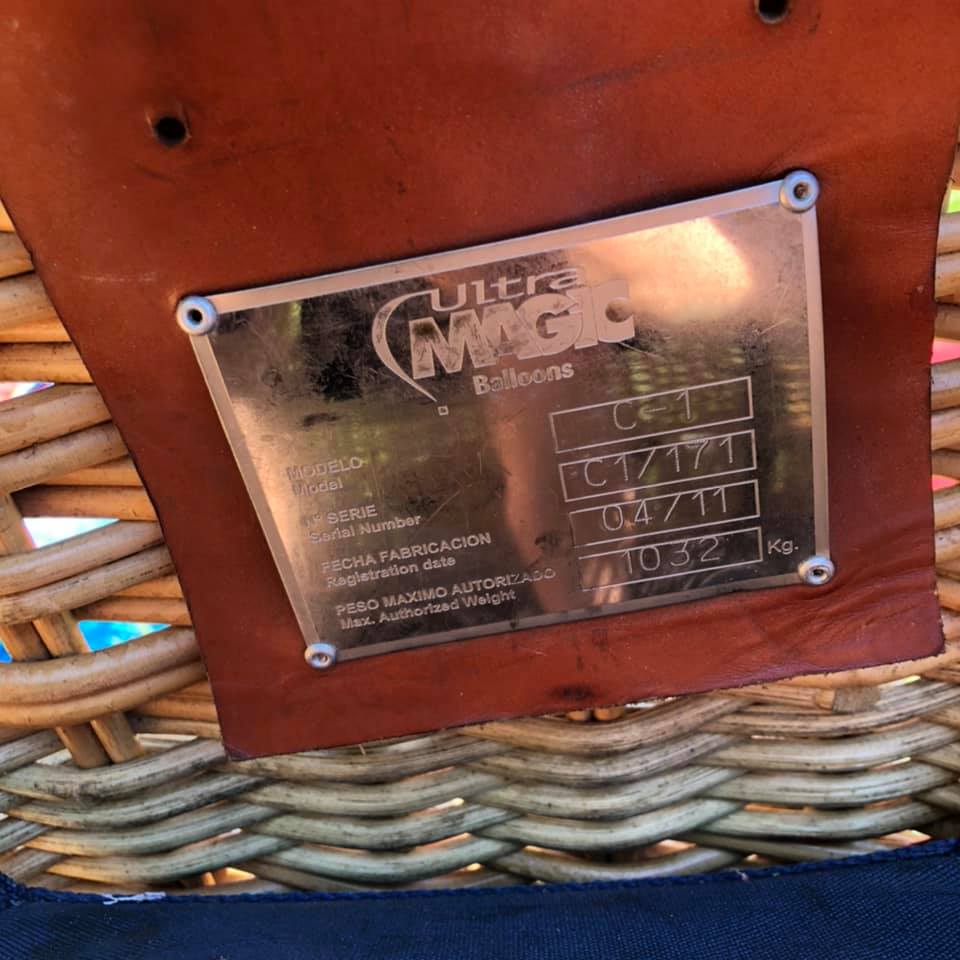 Ultra
MAGIC
Balloons
MODELO
Model
C-1
Nº SERIE
Serial Number
C1/171
FECHA FABRICACION
Registration date
04/11
PESO MAXIMO AUTORIZADO
Max. Authorized Weight
1032 Kg.